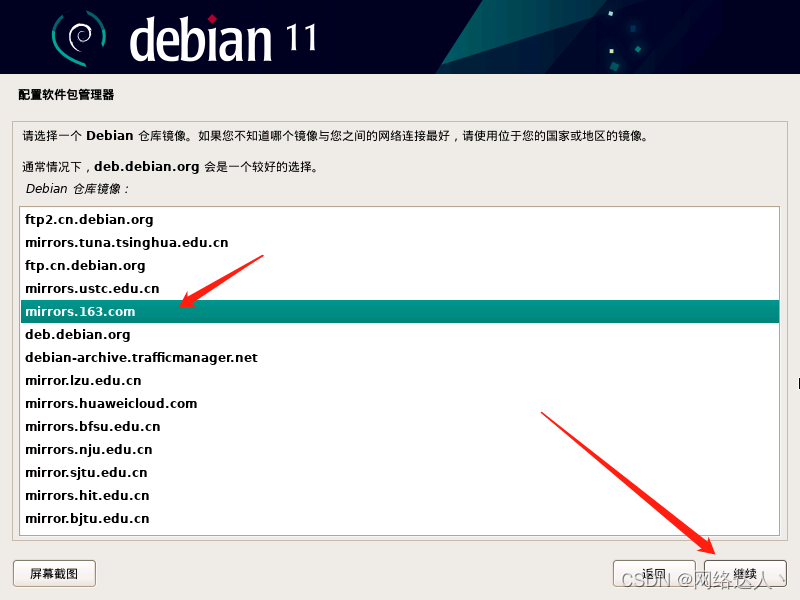 debian 11
配置软件包管理器
请选择一个 Debian 仓库镜像。如果您不知道哪个镜像与您之间的网络连接最好，请使用位于您的国家或地区的镜像。
通常情况下，deb.debian.org 会是一个较好的选择。
Debian 仓库镜像：
ftp2.cn.debian.org
mirrors.tuna.tsinghua.edu.cn
ftp.cn.debian.org
mirrors.ustc.edu.cn
mirrors.163.com
deb.debian.org
debian-archive.trafficmanager.net
mirror.lzu.edu.cn
mirrors.huaweicloud.com
mirrors.bfsu.edu.cn
mirrors.nju.edu.cn
mirror.sjtu.edu.cn
mirrors.hit.edu.cn
mirror.bjtu.edu.cn
屏幕截图 返回 继续
CSDN @网络达人